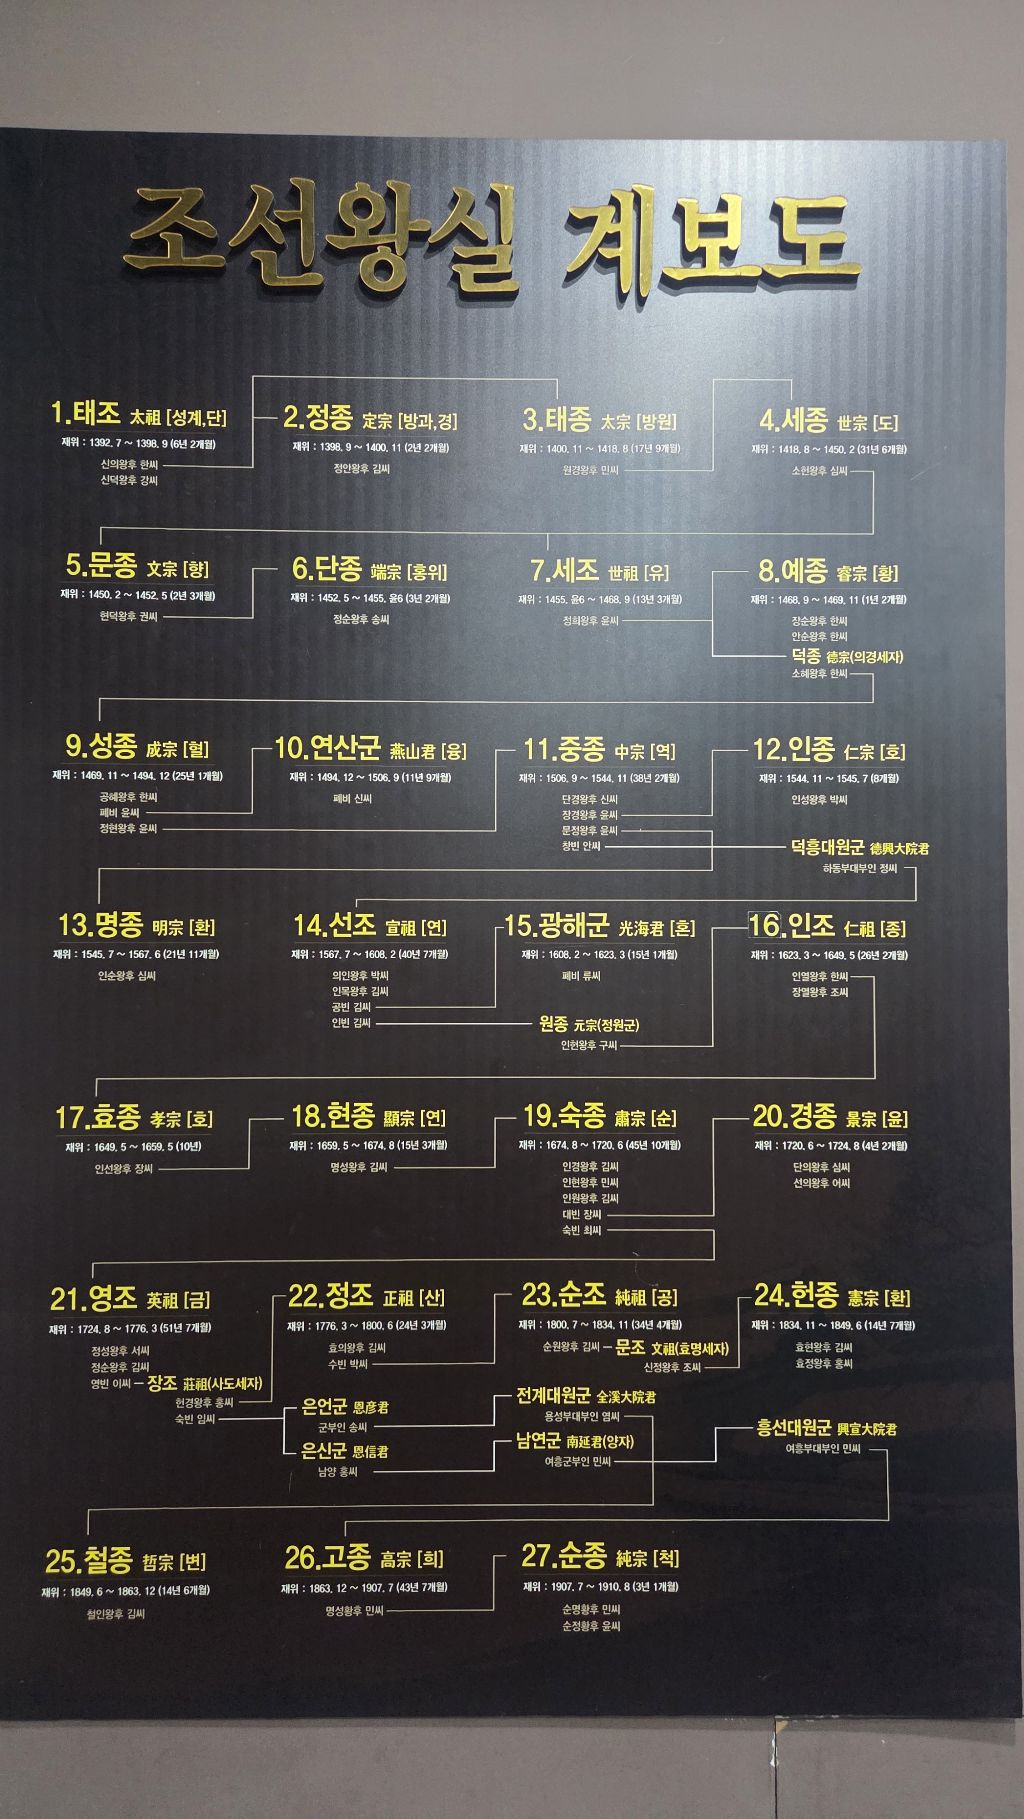 조선왕실 계보도
1.태조 太祖 [성계,단]
재위 : 1392. 7 ~ 1398. 9 (6년 2개월)
신의왕후 한씨
신덕왕후 강씨
2.정종 定宗 [방과,경]
재위 : 1398. 9 ~ 1400. 11 (2년 2개월)
정안왕후 김씨
3.태종 太宗 [방원]
재위 : 1400. 11 ~ 1418. 8 (17년 9개월)
원경왕후 민씨
4.세종 世宗 [도]
재위 : 1418. 8 ~ 1450. 2 (31년 6개월)
소헌왕후 심씨
5.문종 文宗 [향]
재위 : 1450. 2 ~ 1452. 5 (2년 3개월)
현덕왕후 권씨
6.단종 端宗 [홍위]
재위 : 1452. 5 ~ 1455. 윤6 (3년 2개월)
정순왕후 송씨
7.세조 世祖 [유]
재위 : 1455. 윤6 ~ 1468. 9 (13년 3개월)
정희왕후 윤씨
8.예종 睿宗 [황]
재위 : 1468. 9 ~ 1469. 11 (1년 2개월)
장순왕후 한씨
안순왕후 한씨
덕종 德宗(의경세자)
소혜왕후 한씨
9.성종 成宗 [혈]
재위 : 1469. 11 ~ 1494. 12 (25년 1개월)
공혜왕후 한씨
폐비 윤씨
정현왕후 윤씨
10.연산군 燕山君 [융]
재위 : 1494. 12 ~ 1506. 9 (11년 9개월)
폐비 신씨
11.중종 中宗 [역]
재위 : 1506. 9 ~ 1544. 11 (38년 2개월)
단경왕후 신씨
장경왕후 윤씨
문정왕후 윤씨
창빈 안씨
12.인종 仁宗 [호]
재위 : 1544. 11 ~ 1545. 7 (8개월)
인성왕후 박씨
덕흥대원군 德興大院君
하동부대부인 정씨
13.명종 明宗 [환]
재위 : 1545. 7 ~ 1567. 6 (21년 11개월)
인순왕후 심씨
14.선조 宣祖 [연]
재위 : 1567. 7 ~ 1608. 2 (40년 7개월)
의인왕후 박씨
인목왕후 김씨
공빈 김씨
인빈 김씨
15.광해군 光海君 [혼]
재위 : 1608. 2 ~ 1623. 3 (15년 1개월)
폐비 류씨
원종 元宗(정원군)
인헌왕후 구씨
16.인조 仁祖 [종]
재위 : 1623. 3 ~ 1649. 5 (26년 2개월)
인열왕후 한씨
장열왕후 조씨
17.효종 孝宗 [호]
재위 : 1649. 5 ~ 1659. 5 (10년)
인선왕후 장씨
18.현종 顯宗 [연]
재위 : 1659. 5 ~ 1674. 8 (15년 3개월)
명성왕후 김씨
19.숙종 肅宗 [순]
재위 : 1674. 8 ~ 1720. 6 (45년 10개월)
인경왕후 김씨
인현왕후 민씨
인원왕후 김씨
대빈 장씨
숙빈 최씨
20.경종 景宗 [윤]
재위 : 1720. 6 ~ 1724. 8 (4년 2개월)
단의왕후 심씨
선의왕후 어씨
21.영조 英祖 [금]
재위 : 1724. 8 ~ 1776. 3 (51년 7개월)
정성왕후 서씨
정순왕후 김씨
영빈 이씨 장조 莊祖(사도세자)
헌경왕후 홍씨
숙빈 임씨
22.정조 正祖 [산]
재위 : 1776. 3 ~ 1800. 6 (24년 3개월)
효의왕후 김씨
수빈 박씨
23.순조 純祖 [공]
재위 : 1800. 7 ~ 1834. 11 (34년 4개월)
순원왕후 김씨 문조 文祖(효명세자)
신정왕후 조씨
24.헌종 憲宗 [환]
재위 : 1834. 11 ~ 1849. 6 (14년 7개월)
효현왕후 김씨
효정왕후 홍씨
은언군 恩彦君
군부인 송씨
은신군 恩信君
남양 홍씨
전계대원군 全溪大院君
용성부대부인 염씨
남연군 南延君(양자)
여흥군부인 민씨
흥선대원군 興宣大院君
여흥부대부인 민씨
25.철종 哲宗 [변]
재위 : 1849. 6 ~ 1863. 12 (14년 6개월)
철인왕후 김씨
26.고종 高宗 [희]
재위 : 1863. 12 ~ 1907. 7 (43년 7개월)
명성황후 민씨
27.순종 純宗 [척]
재위 : 1907. 7 ~ 1910. 8 (3년 1개월)
순명황후 민씨
순정황후 윤씨